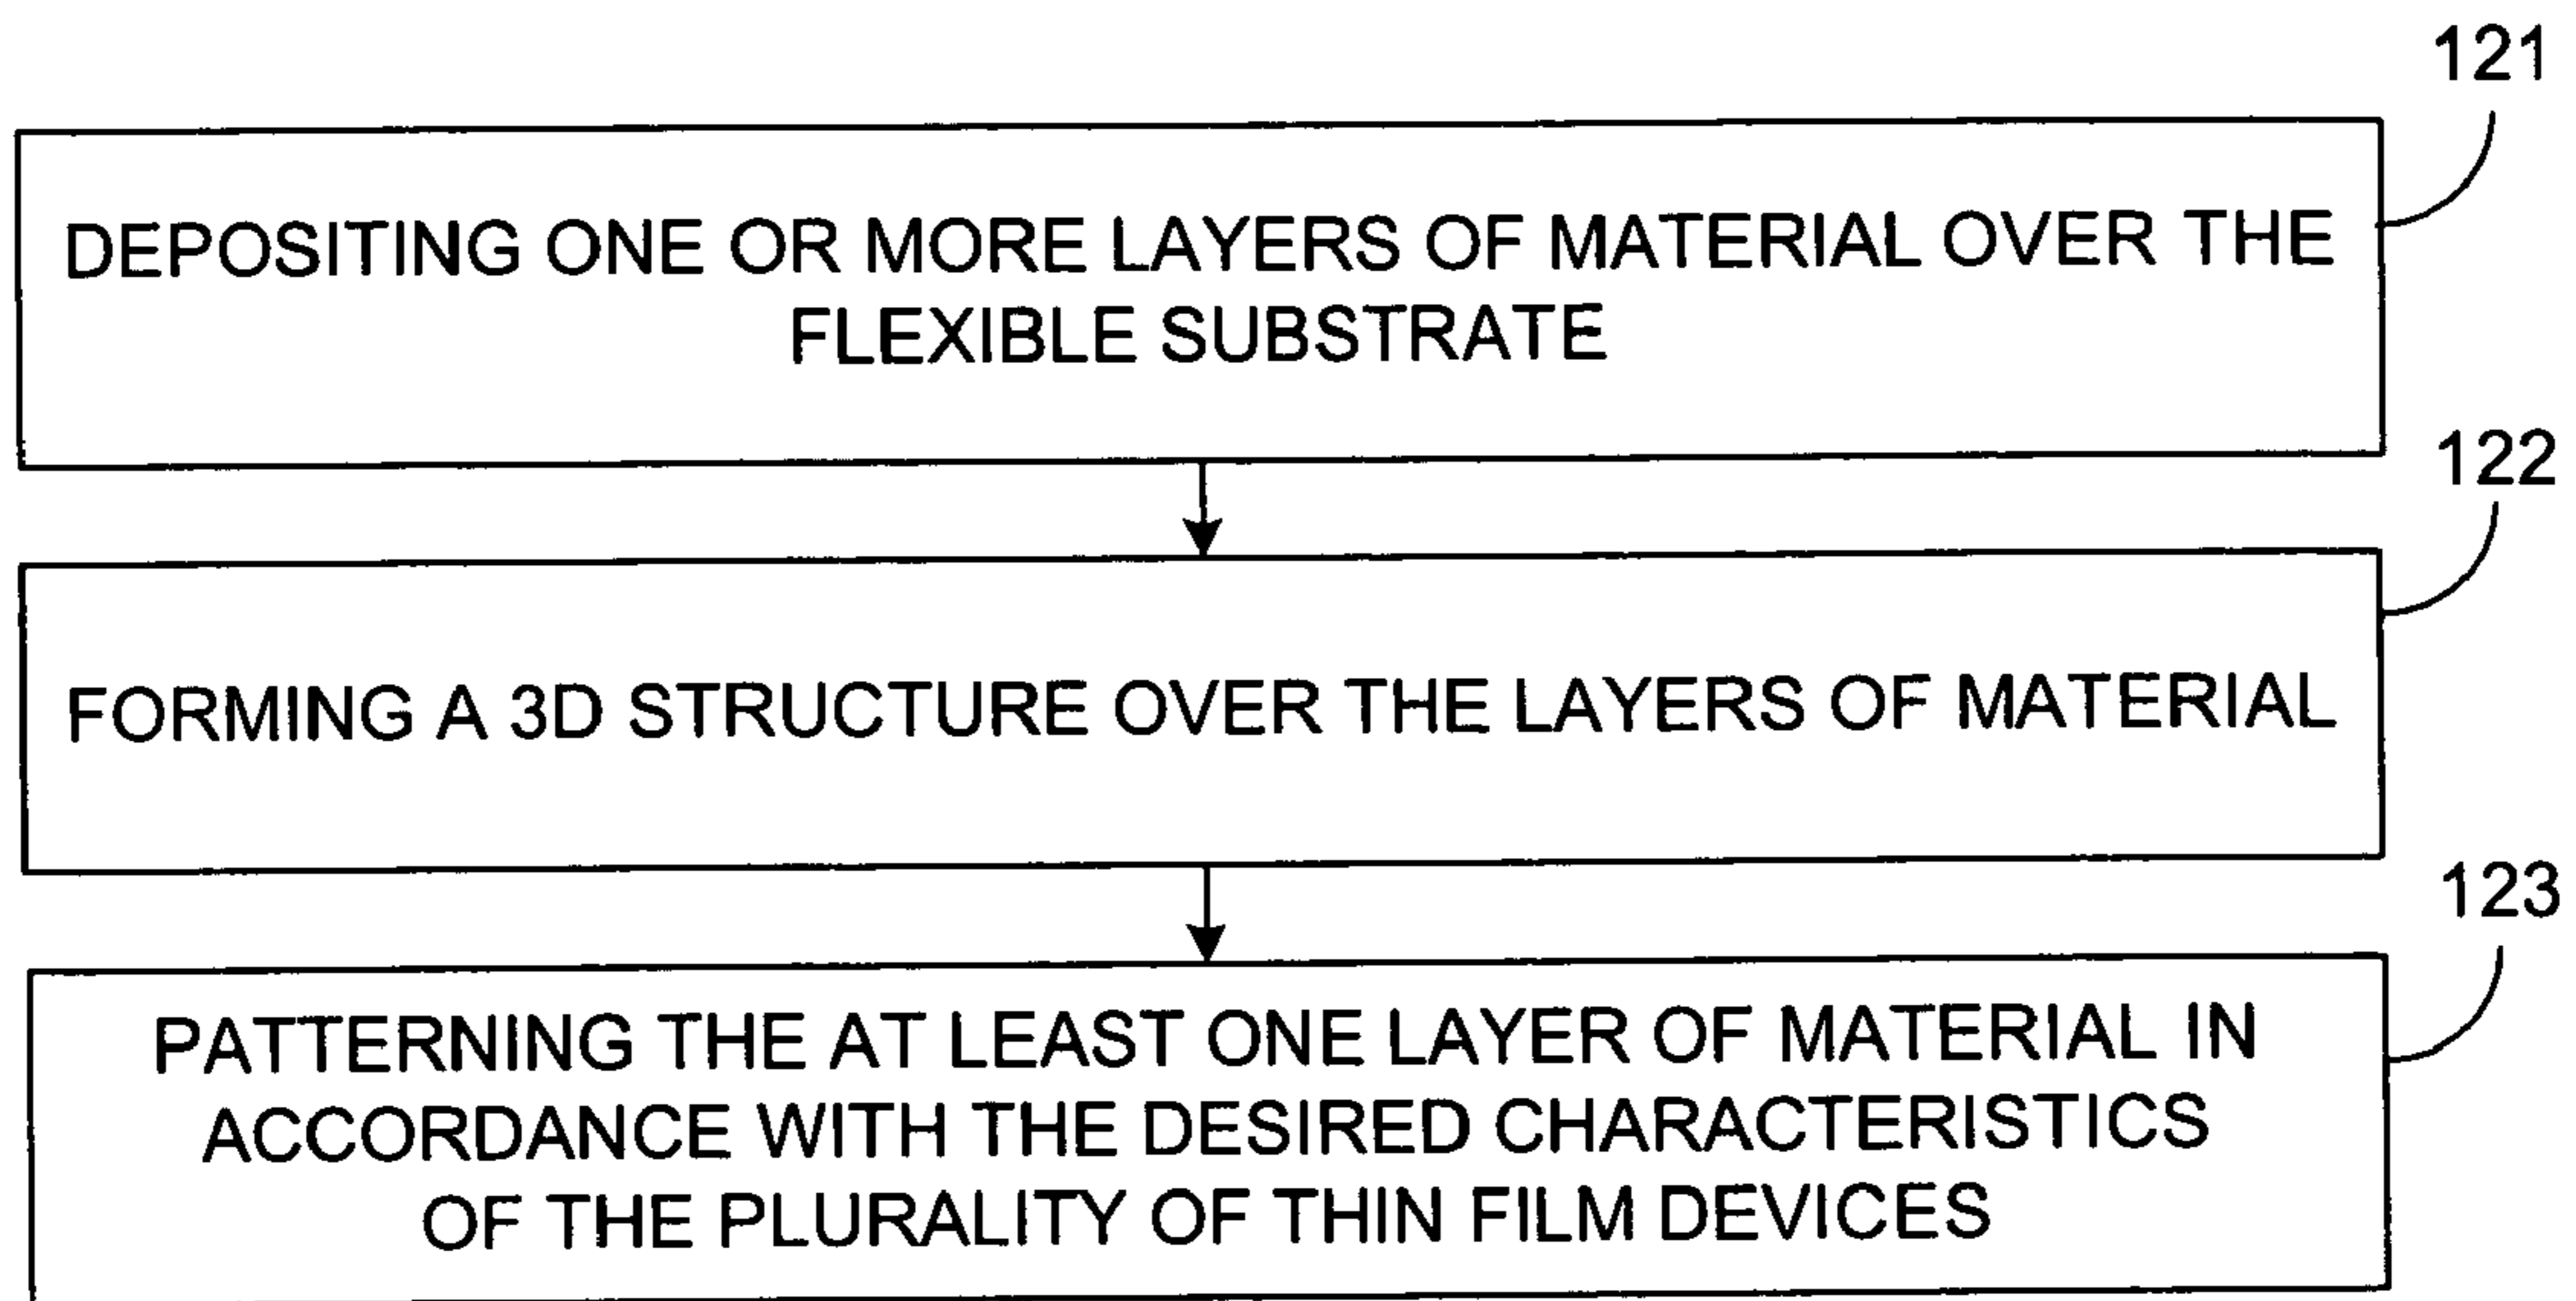 121
DEPOSITING ONE OR MORE LAYERS OF MATERIAL OVER THE
FLEXIBLE SUBSTRATE
122
FORMING A 3D STRUCTURE OVER THE LAYERS OF MATERIAL
123
PATTERNING THE AT LEAST ONE LAYER OF MATERIAL IN
ACCORDANCE WITH THE DESIRED CHARACTERISTICS
OF THE PLURALITY OF THIN FILM DEVICES